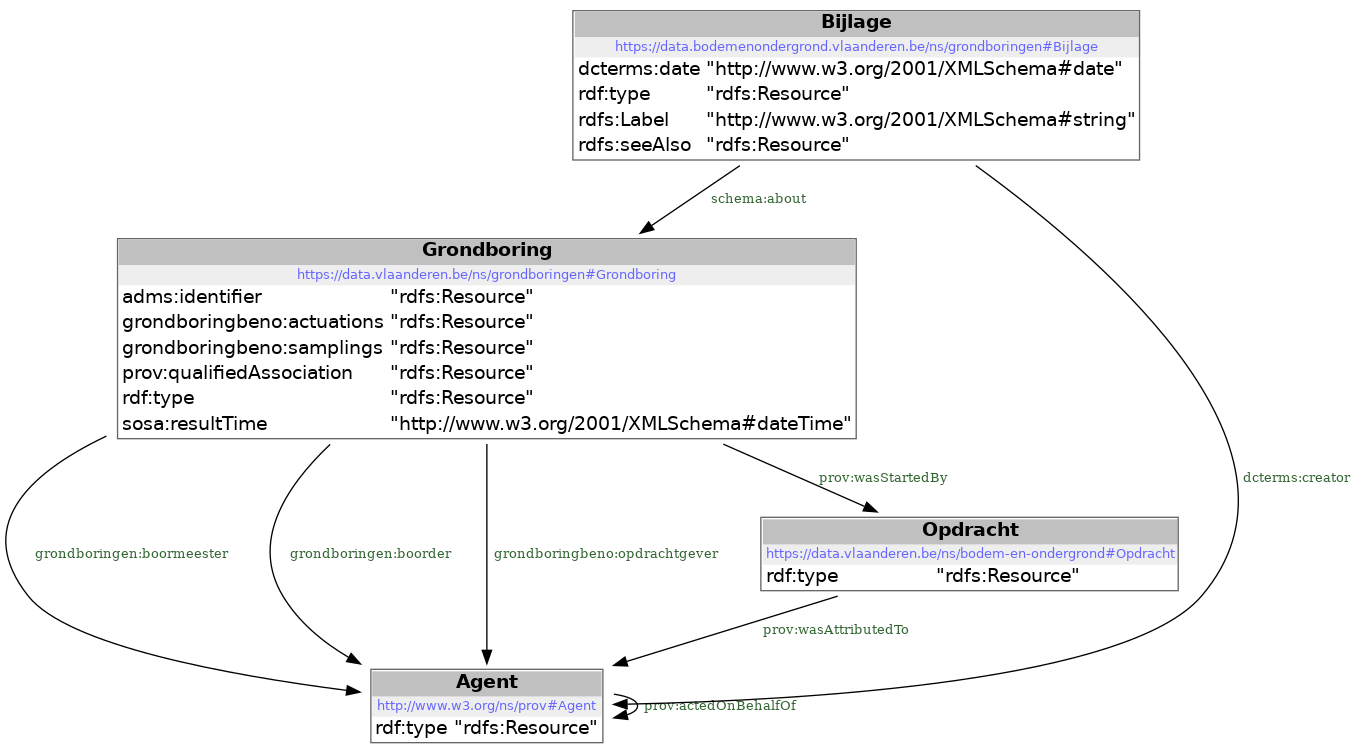 Bijlage
https://data.bodemenondergrond.vlaanderen.be/ns/grondboringen#Bijlage
dcterms:date "http://www.w3.org/2001/XMLSchema#date"
rdf:type "rdfs:Resource"
rdfs:Label "http://www.w3.org/2001/XMLSchema#string"
rdfs:seeAlso "rdfs:Resource"
schema:about
Grondboring
https://data.vlaanderen.be/ns/grondboringen#Grondboring
adms:identifier "rdfs:Resource"
grondboringbeno:actuations "rdfs:Resource"
grondboringbeno:samplings "rdfs:Resource"
prov:qualifiedAssociation "rdfs:Resource"
rdf:type "rdfs:Resource"
sosa:resultTime "http://www.w3.org/2001/XMLSchema#dateTime"
prov:wasStartedBy
dcterms:creator
Opdracht
https://data.vlaanderen.be/ns/bodem-en-ondergrond#Opdracht
rdf:type "rdfs:Resource"
grondboringen:boormeester
grondboringen:boorder
grondboringbeno:opdrachtgever
prov:wasAttributedTo
Agent
http://www.w3.org/ns/prov#Agent
rdf:type "rdfs:Resource"
prov:actedOnBehalfOf